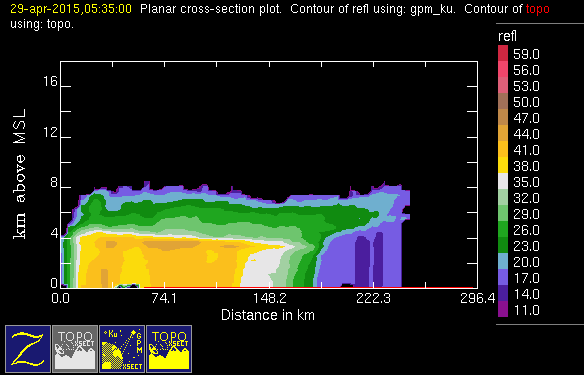 29-apr-2015,05:35:00 Planar cross-section plot. Contour of refl using: gpm_ku. Contour of topo
using: topo.
refl
59.0
56.0
53.0
50.0
47.0
44.0
41.0
38.0
35.0
32.0
29.0
26.0
23.0
20.0
17.0
14.0
11.0
km above MSL
16
12
8
4
0
0.0 74.1 148.2 222.3 296.4
Distance in km
Z
TOPO
XSECT
"Ku"
GPM
XSECT
TOPO
XSECT